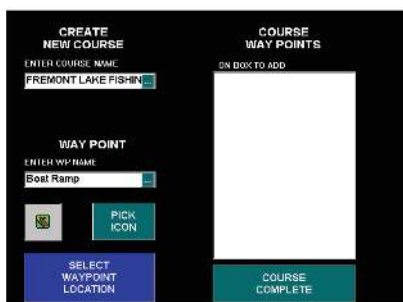 CREATE
NEW COURSE
ENTER COURSE NAME
FREMONT LAKE FISHIN
...
WAY POINT
ENTER WP NAME
Boat Ramp
...
PICK
ICON
SELECT
WAYPOINT
LOCATION
COURSE
WAY POINTS
ON BOX TO ADD
COURSE
COMPLETE